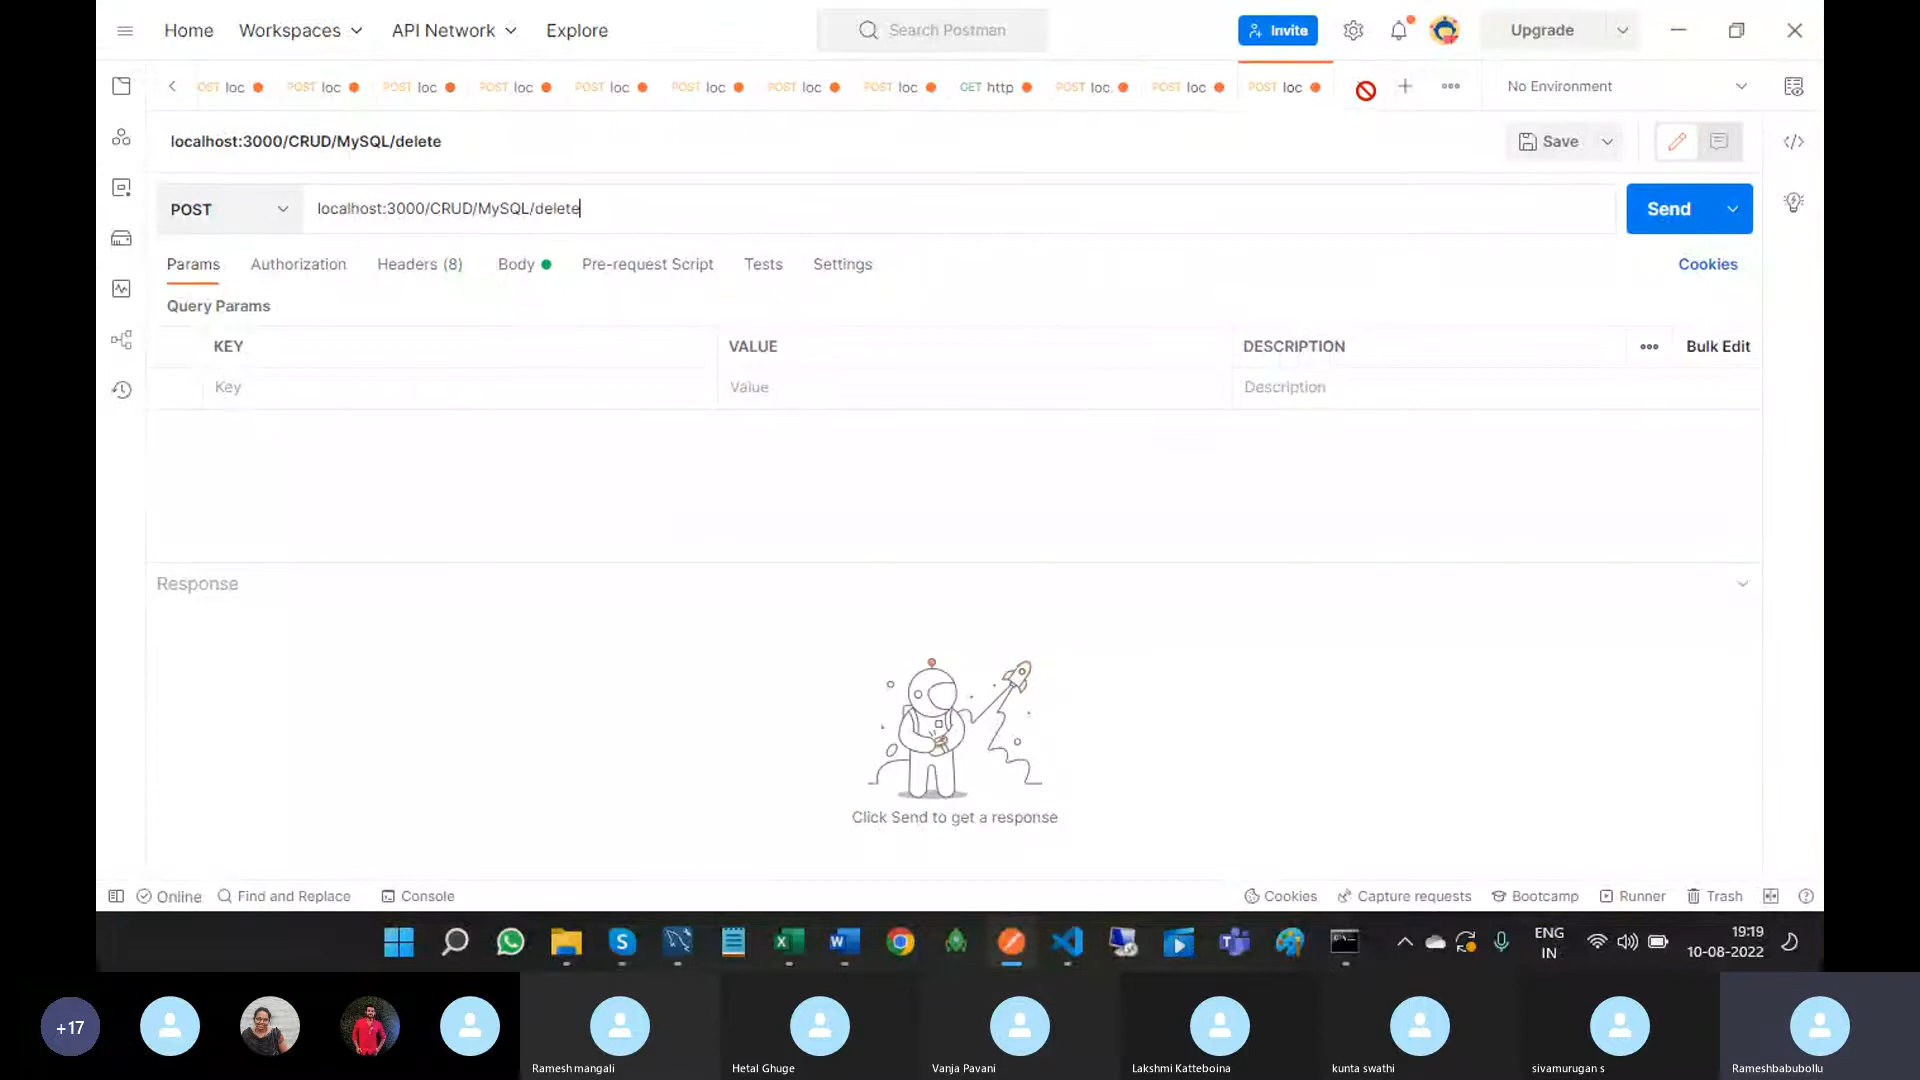 Home Workspaces API Network Explore Search Postman Invite Upgrade
OST loc POST loc POST loc POST loc POST loc POST loc POST loc POST loc GET http POST loc POST loc POST loc No Environment
localhost:3000/CRUD/MySQL/delete Save
POST localhost:3000/CRUD/MySQL/delete Send
Params Authorization Headers (8) Body Pre-request Script Tests Settings Cookies
Query Params
KEY VALUE DESCRIPTION Bulk Edit
Key Value Description
Response
Click Send to get a response
Online Find and Replace Console Cookies Capture requests Bootcamp Runner Trash
ENG 19:19
IN 10-08-2022
+17
Ramesh mangali Hetal Ghuge Vanja Pavani Lakshmi Katteboina kunta swathi sivamurugan s Rameshbabubollu